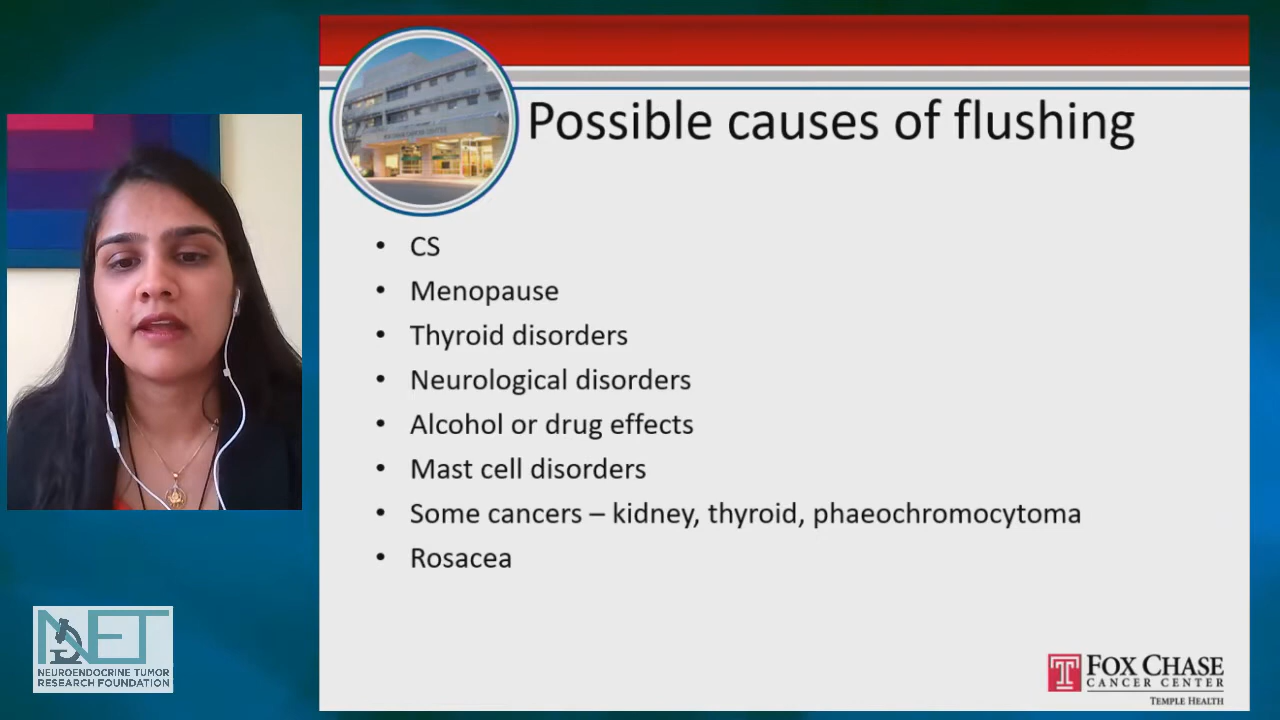 Possible causes of flushing
• CS
• Menopause
• Thyroid disorders
• Neurological disorders
• Alcohol or drug effects
• Mast cell disorders
• Some cancers – kidney, thyroid, phaeochromocytoma
• Rosacea
NET
NEUROENDOCRINE TUMOR
RESEARCH FOUNDATION
FOX CHASE
CANCER CENTER
TEMPLE HEALTH